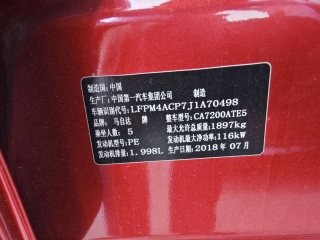 制造国：中国
生产厂：中国第一汽车集团公司 制造
车辆识别代号：LFPM4ACP7J1A70498
品牌：马自达 牌 整车型号：CA7200ATE5
乘坐人数：5 最大允许总质量：1897kg
发动机型号：PE 发动机最大净功率：116kW
发动机排量：1.998L 生产日期：2018年07月